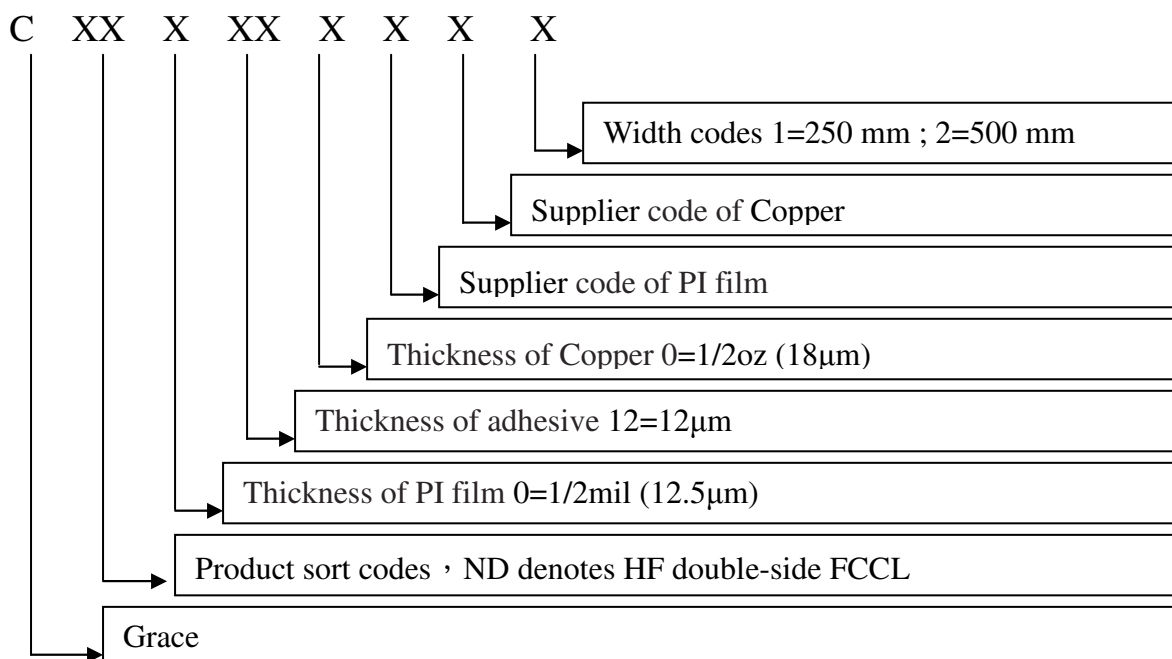 C XX X XX X X X X
Width codes 1=250 mm ; 2=500 mm
Supplier code of Copper
Supplier code of PI film
Thickness of Copper 0=1/2oz (18μm)
Thickness of adhesive 12=12μm
Thickness of PI film 0=1/2mil (12.5μm)
Product sort codes，ND denotes HF double-side FCCL
Grace